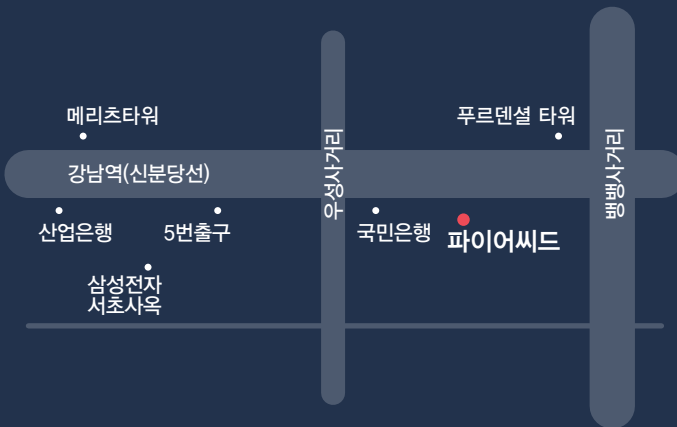 메리츠타워
푸르덴셜 타워
강남역(신분당선)
우성사거리
뱅뱅사거리
산업은행
5번출구
국민은행
파이어씨드
삼성전자
서초사옥